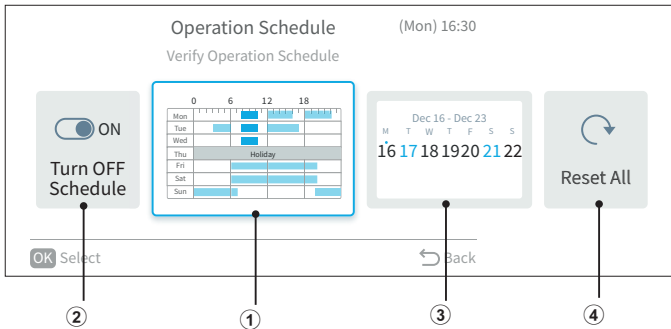 Operation Schedule
(Mon) 16:30
Verify Operation Schedule
ON
Turn OFF
Schedule
0 6 12 18
Mon
Tue
Wed
Thu Holiday
Fri
Sat
Sun
Dec 16 - Dec 23
M T W T F S S
16 17 18 19 20 21 22
Reset All
OK Select
Back
2 1 3 4